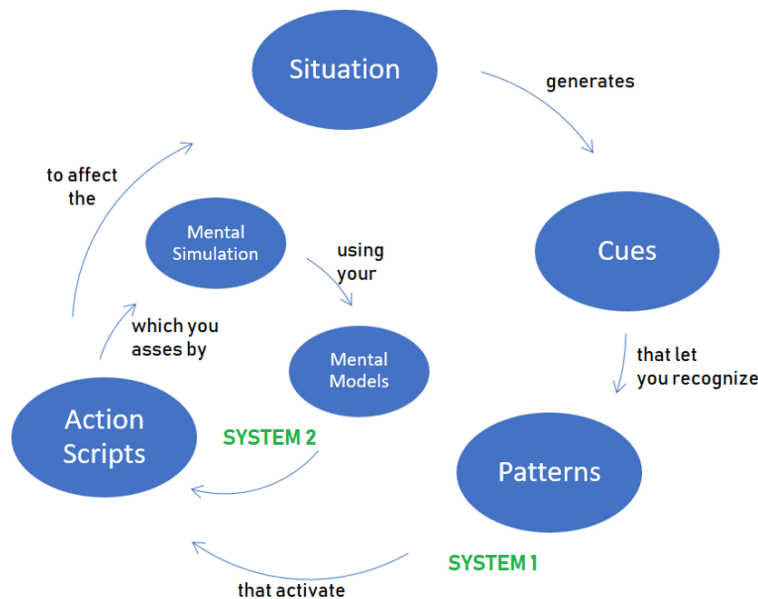 Situation
generates
to affect
the
Mental
Simulation
using
your
Cues
which you
asses by
Mental
Models
that let
you recognize
Action
Scripts
SYSTEM 2
Patterns
SYSTEM 1
that activate